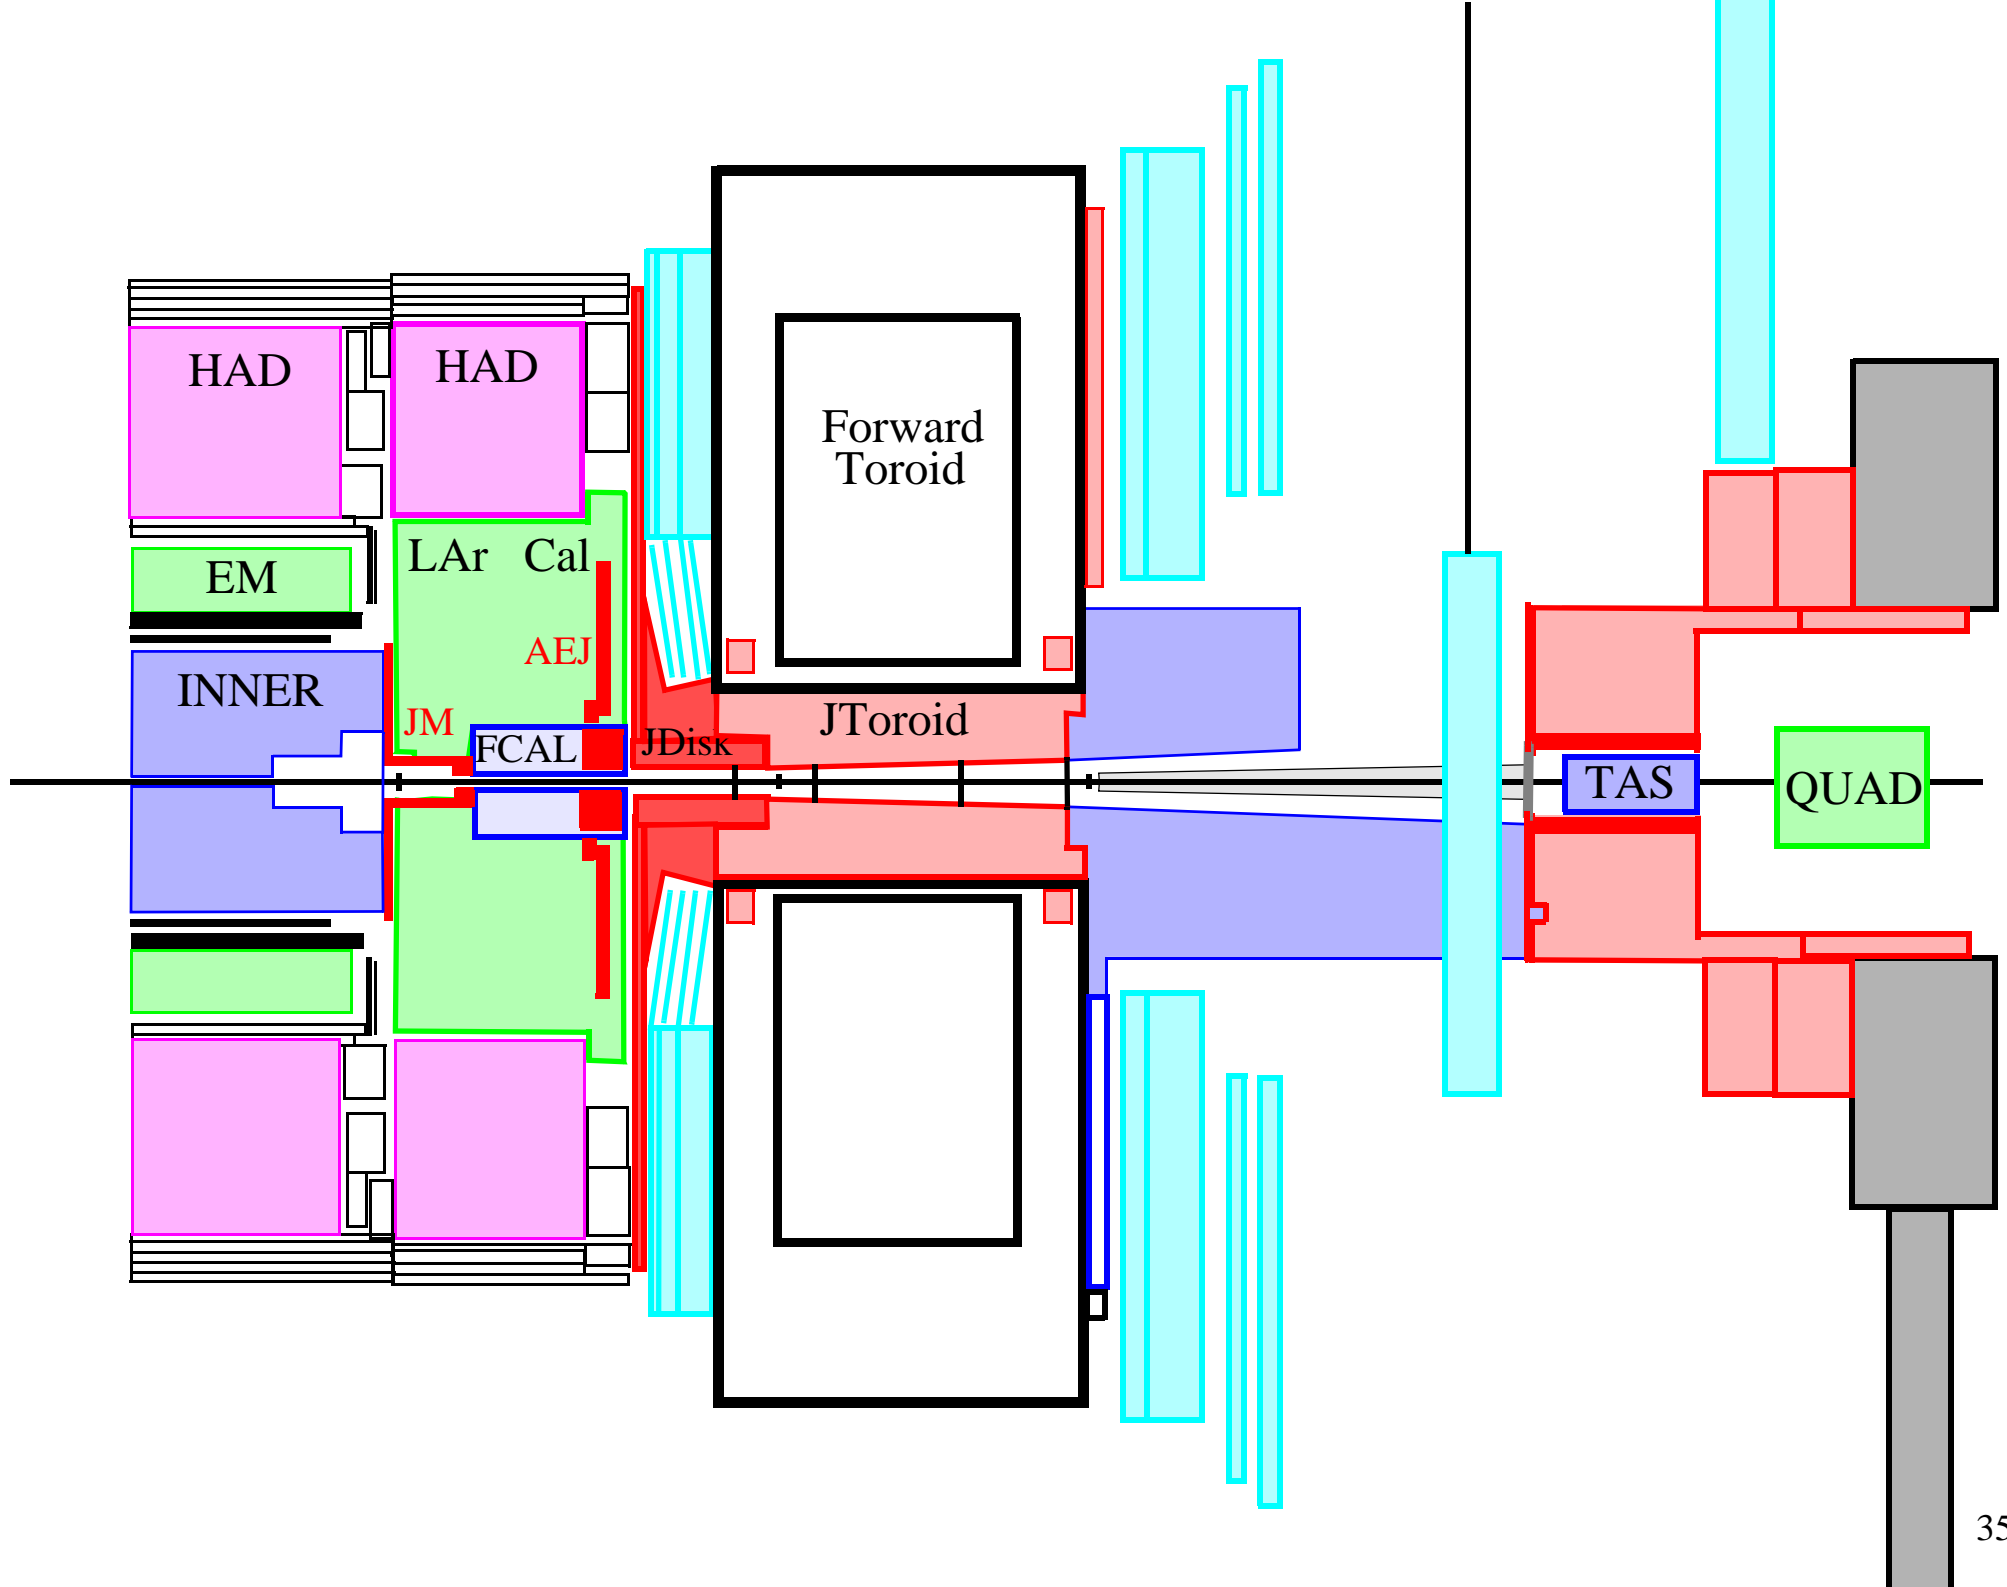 HAD
HAD
Forward
Toroid
LAr Cal
EM
AEJ
INNER
JM
JToroid
FCAL
JDisk
TAS
QUAD
35